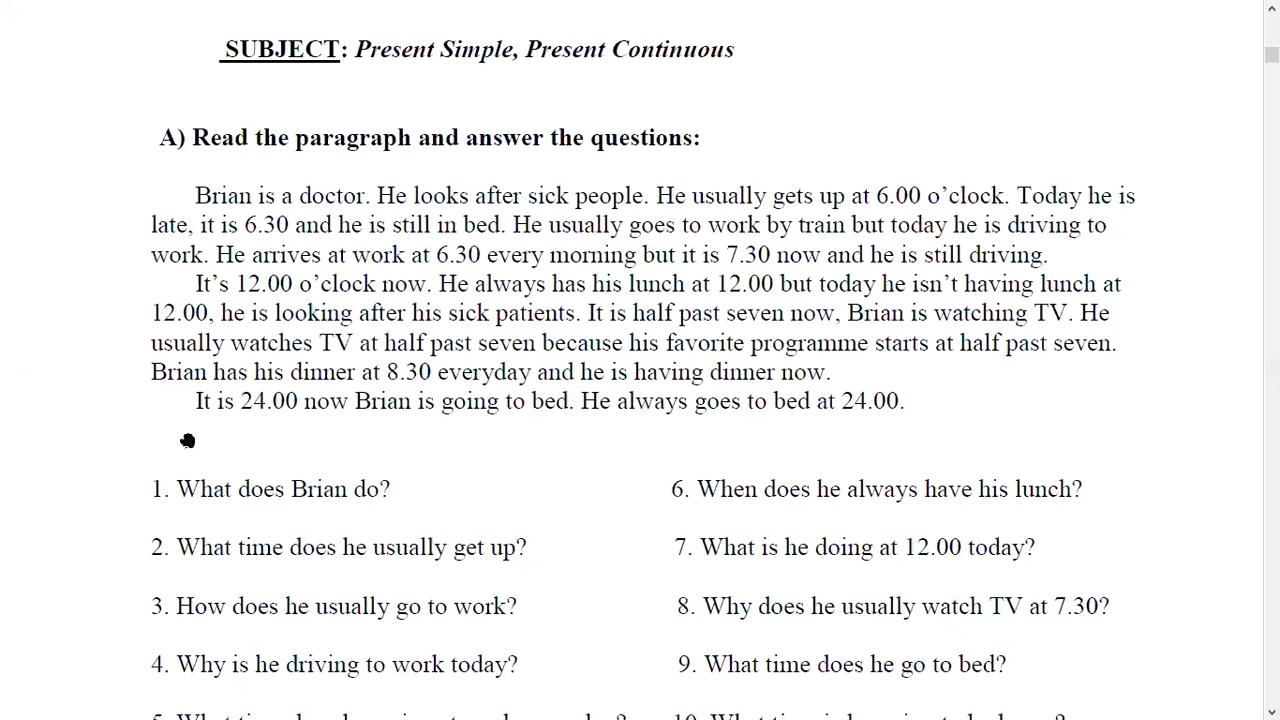 SUBJECT: Present Simple, Present Continuous
A) Read the paragraph and answer the questions:
Brian is a doctor. He looks after sick people. He usually gets up at 6.00 o’clock. Today he is
late, it is 6.30 and he is still in bed. He usually goes to work by train but today he is driving to
work. He arrives at work at 6.30 every morning but it is 7.30 now and he is still driving.
It’s 12.00 o’clock now. He always has his lunch at 12.00 but today he isn’t having lunch at
12.00, he is looking after his sick patients. It is half past seven now, Brian is watching TV. He
usually watches TV at half past seven because his favorite programme starts at half past seven.
Brian has his dinner at 8.30 everyday and he is having dinner now.
It is 24.00 now Brian is going to bed. He always goes to bed at 24.00.
1. What does Brian do?
2. What time does he usually get up?
3. How does he usually go to work?
4. Why is he driving to work today?
6. When does he always have his lunch?
7. What is he doing at 12.00 today?
8. Why does he usually watch TV at 7.30?
9. What time does he go to bed?